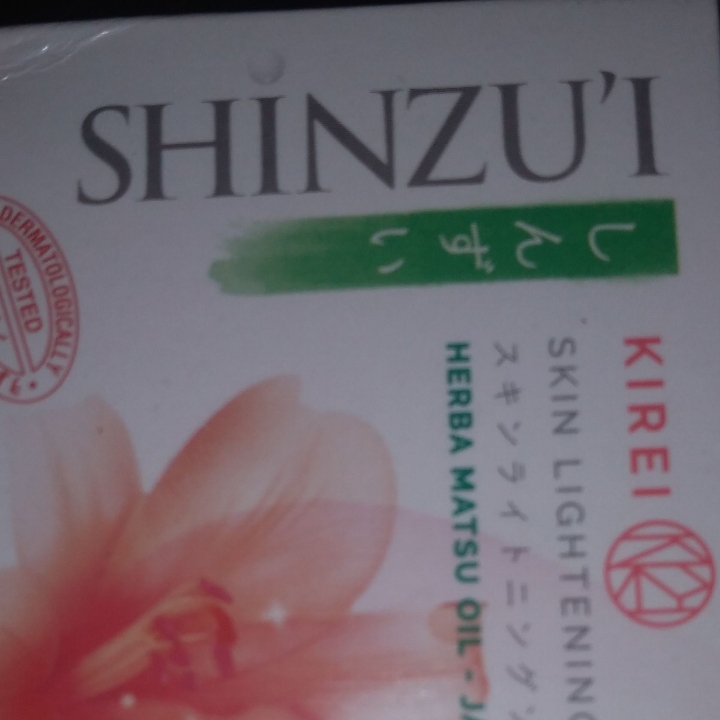 SHINZU'I
しんずい
KIREI
SKIN LIGHTENING
スキンライトニング
HERBA MATSU OIL -
DERMATOLOGICALLY
TESTED